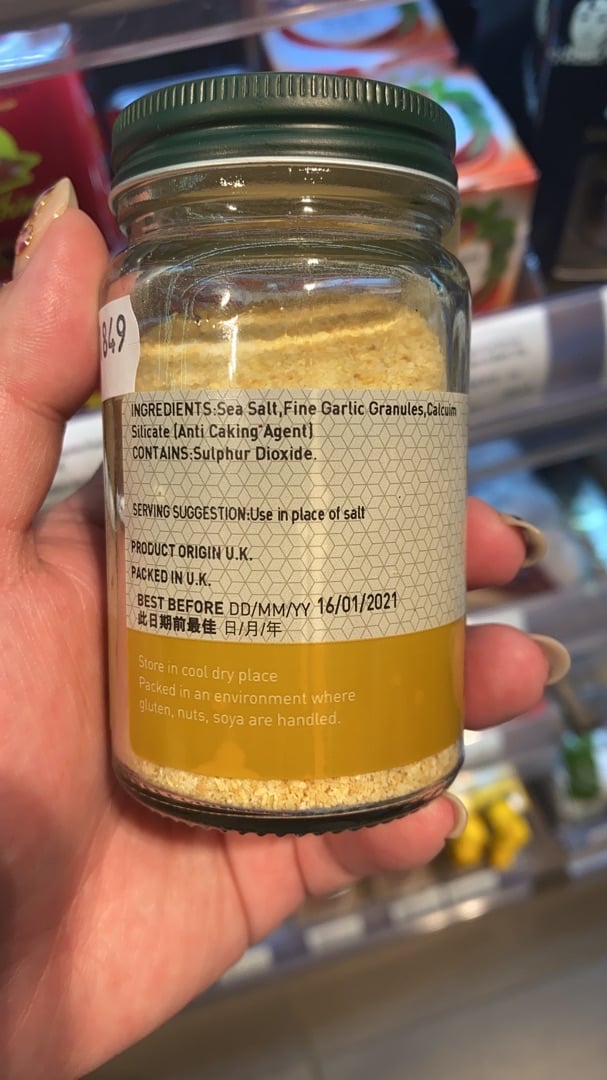 849
INGREDIENTS:Sea Salt,Fine Garlic Granules,Calcuim
Silicate (Anti Caking Agent)
CONTAINS:Sulphur Dioxide.
SERVING SUGGESTION:Use in place of salt
PRODUCT ORIGIN U.K.
PACKED IN U.K.
BEST BEFORE DD/MM/YY 16/01/2021
此日期前最佳 日/月/年
Store in cool dry place
Packed in an environment where
gluten, nuts, soya are handled.